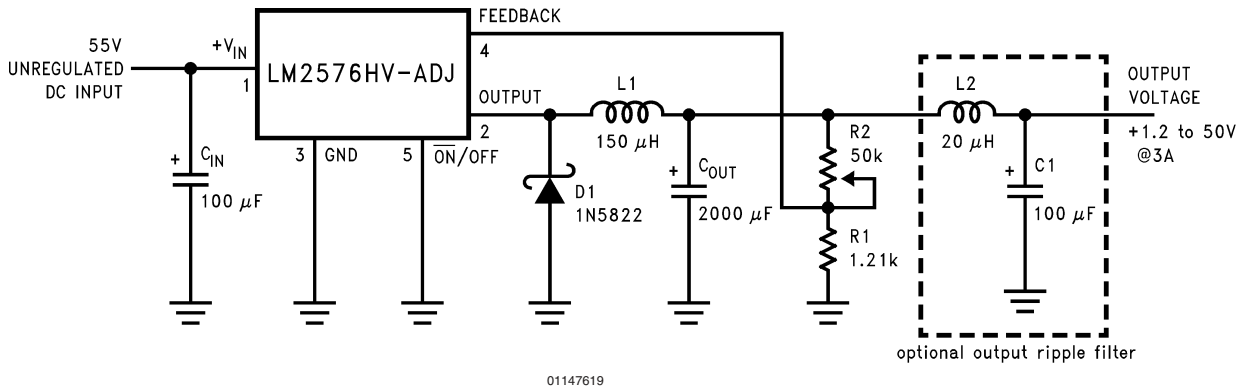 55V
UNREGULATED
DC INPUT
+VIN
1
CIN
+
100 μF
LM2576HV-ADJ
3
GND
5
ON/OFF
FEEDBACK
4
OUTPUT
2
L1
150 μH
D1
1N5822
+
COUT
2000 μF
R2
50k
R1
1.21k
L2
20 μH
+
C1
100 μF
OUTPUT
VOLTAGE
+1.2 to 50V
@3A
optional output ripple filter
01147619